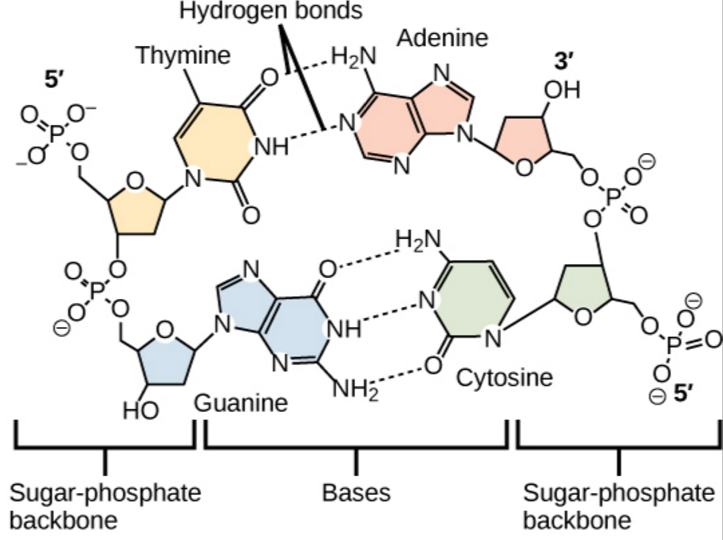 Hydrogen bonds
Thymine
Adenine
5′
3′
O
H₂N
N
OH
O
O⁻
P
⁻O
O
NH
N
N
N
O
O
N
O
O
⊖
P
O
O
O
H₂N
O
P
O
O
⊖
N
O
N
O
N
NH
N
NH₂
N
O
O
O
⊖
O
P
O
O
⊖
5′
HO
Guanine
Cytosine
Sugar-phosphate
backbone
Bases
Sugar-phosphate
backbone